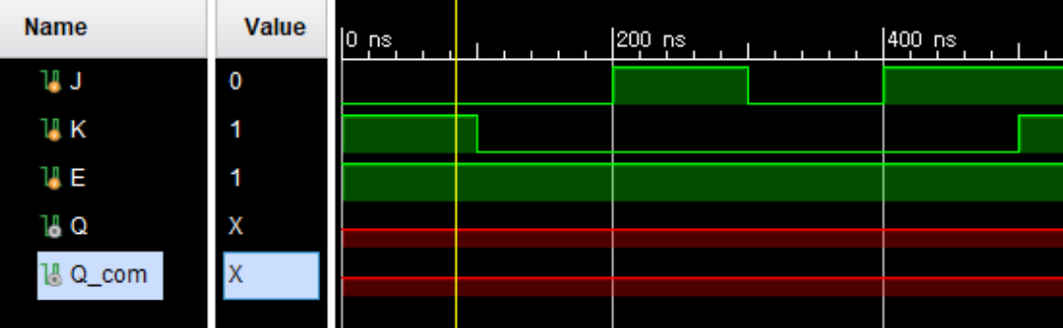 Name Value 0 ns 200 ns 400 ns
J 0
K 1
E 1
Q X
Q_com X